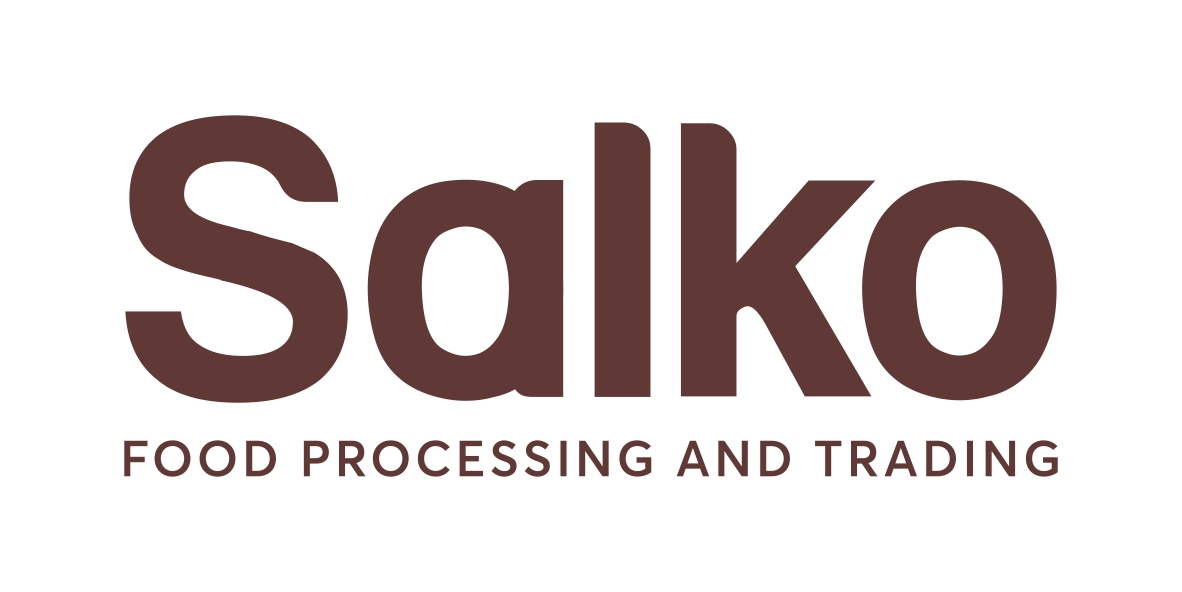 Salko
FOOD PROCESSING AND TRADING